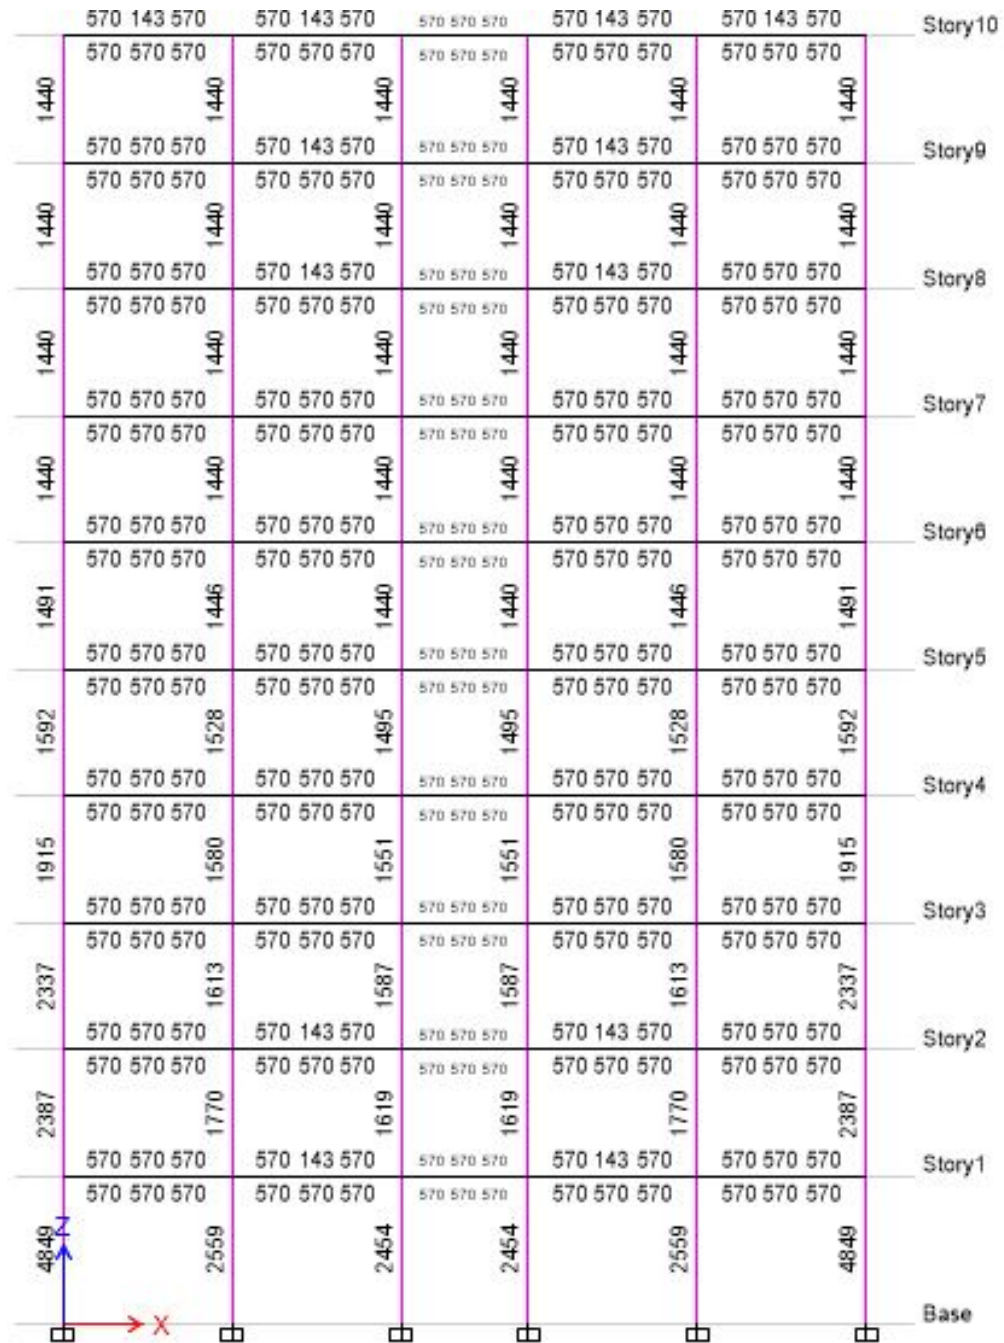 570 143 570 570 143 570 570 570 570 570 143 570 570 143 570 Story10
570 570 570 570 570 570 570 570 570 570 570 570 570 570 570
1440 1440 1440 1440 1440 1440
570 570 570 570 143 570 570 570 570 570 143 570 570 570 570 Story9
570 570 570 570 570 570 570 570 570 570 570 570 570 570 570
1440 1440 1440 1440 1440 1440
570 570 570 570 143 570 570 570 570 570 143 570 570 570 570 Story8
570 570 570 570 570 570 570 570 570 570 570 570 570 570 570
1440 1440 1440 1440 1440 1440
570 570 570 570 570 570 570 570 570 570 570 570 570 570 570 Story7
570 570 570 570 570 570 570 570 570 570 570 570 570 570 570
1440 1440 1440 1440 1440 1440
570 570 570 570 570 570 570 570 570 570 570 570 570 570 570 Story6
570 570 570 570 570 570 570 570 570 570 570 570 570 570 570
1491 1446 1440 1440 1446 1491
570 570 570 570 570 570 570 570 570 570 570 570 570 570 570 Story5
570 570 570 570 570 570 570 570 570 570 570 570 570 570 570
1592 1528 1495 1495 1528 1592
570 570 570 570 570 570 570 570 570 570 570 570 570 570 570 Story4
570 570 570 570 570 570 570 570 570 570 570 570 570 570 570
1915 1580 1551 1551 1580 1915
570 570 570 570 570 570 570 570 570 570 570 570 570 570 570 Story3
570 570 570 570 570 570 570 570 570 570 570 570 570 570 570
2337 1613 1587 1587 1613 2337
570 570 570 570 143 570 570 570 570 570 143 570 570 570 570 Story2
570 570 570 570 570 570 570 570 570 570 570 570 570 570 570
2387 1770 1619 1619 1770 2387
570 570 570 570 143 570 570 570 570 570 143 570 570 570 570 Story1
570 570 570 570 570 570 570 570 570 570 570 570 570 570 570
4849 2559 2454 2454 2559 4849
Z
X
Base